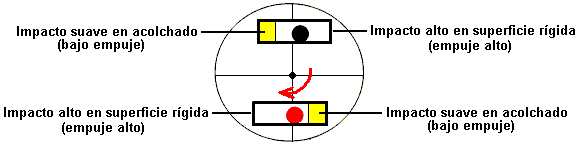 Impacto suave en acolchado
(bajo empuje)
Impacto alto en superficie rígida
(empuje alto)
Impacto alto en superficie rígida
(empuje alto)
Impacto suave en acolchado
(bajo empuje)